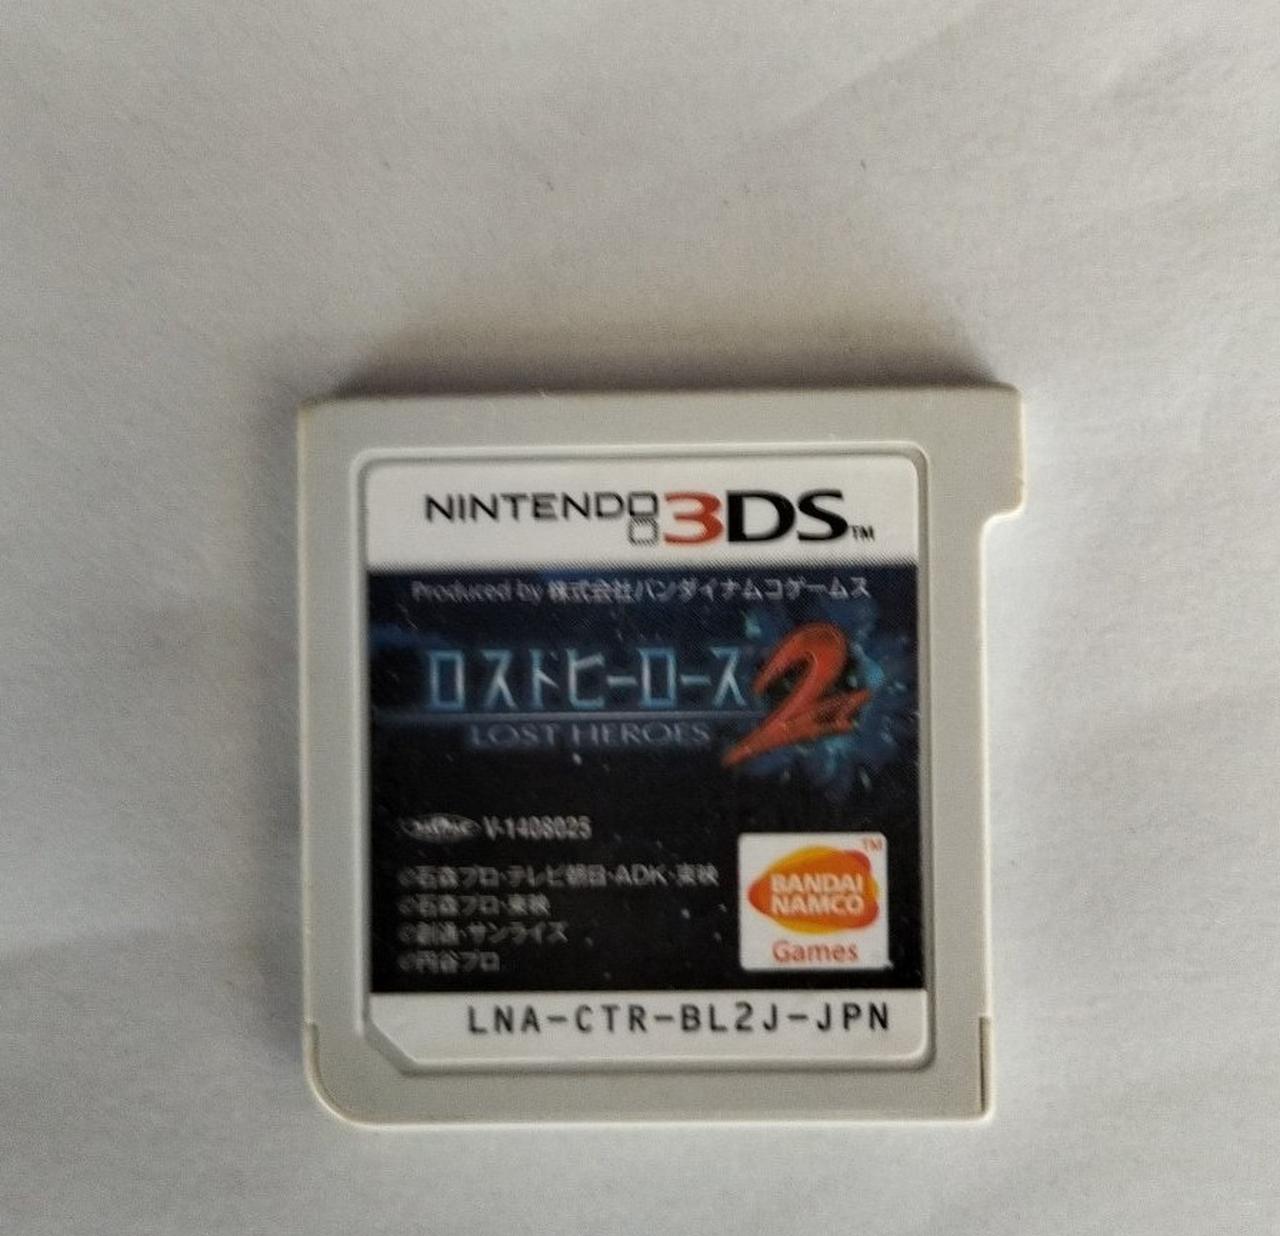 NINTENDO 3DS™
Produced by 株式会社バンダイナムコゲームス
ロストヒーローズ 2
LOST HEROES
V-1408025
©石森プロ・テレビ朝日・ADK・東映
©石森プロ・東映
©創通・サンライズ
©円谷プロ
BANDAI
NAMCO
TM
Games
LNA-CTR-BL2J-JPN